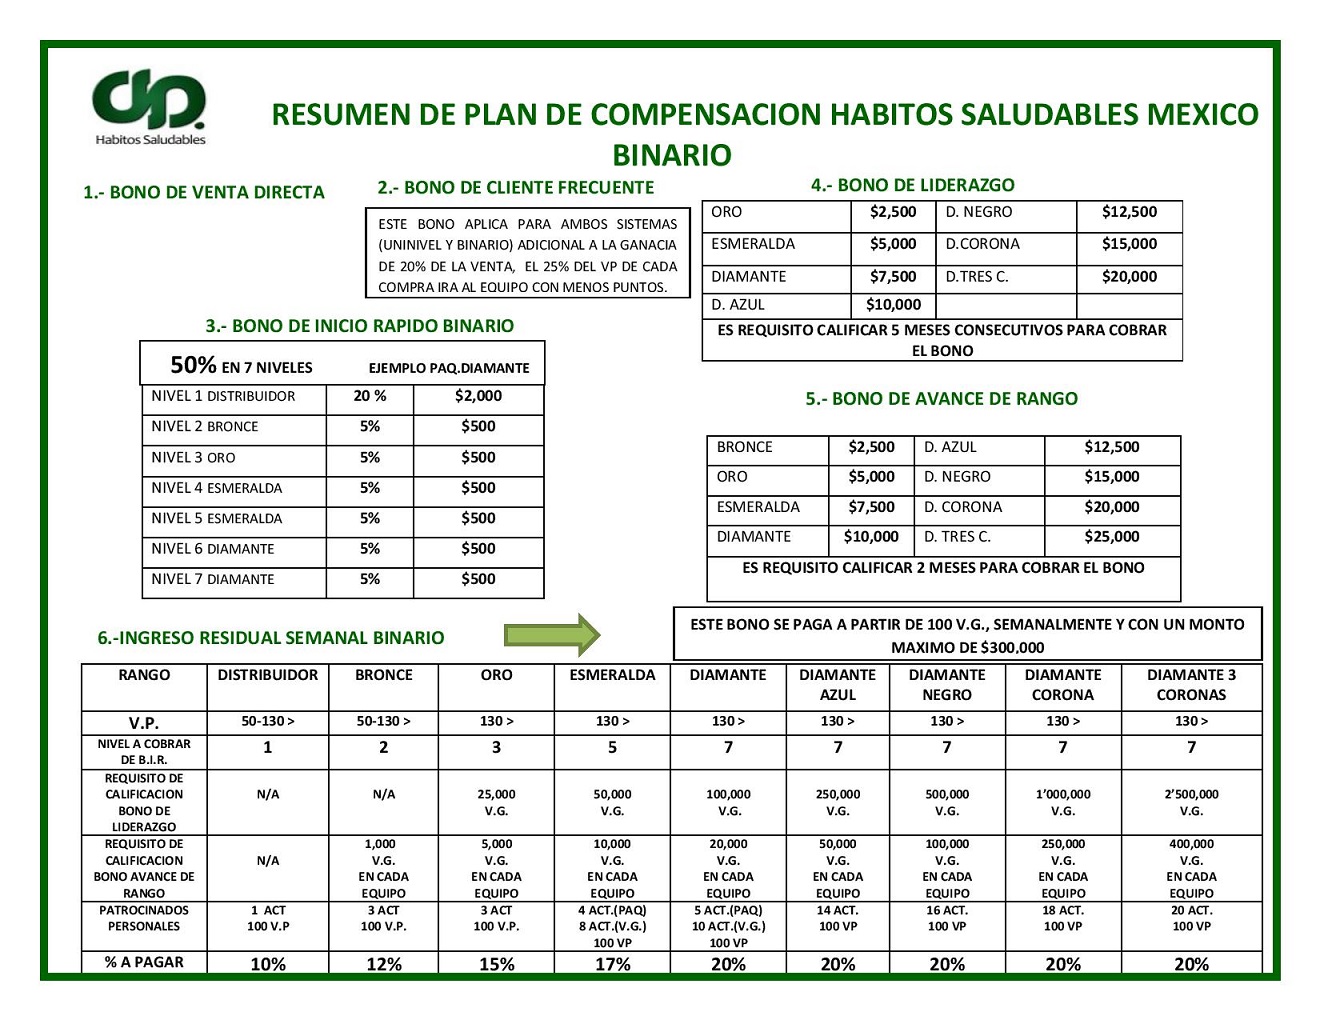 Habitos Saludables
RESUMEN DE PLAN DE COMPENSACION HABITOS SALUDABLES MEXICO
BINARIO
1.- BONO DE VENTA DIRECTA
2.- BONO DE CLIENTE FRECUENTE
ESTE BONO APLICA PARA AMBOS SISTEMAS
(UNINIVEL Y BINARIO) ADICIONAL A LA GANACIA
DE 20% DE LA VENTA, EL 25% DEL VP DE CADA
COMPRA IRA AL EQUIPO CON MENOS PUNTOS.
4.- BONO DE LIDERAZGO
ORO $2,500 D. NEGRO $12,500
ESMERALDA $5,000 D.CORONA $15,000
DIAMANTE $7,500 D.TRES C. $20,000
D. AZUL $10,000
ES REQUISITO CALIFICAR 5 MESES CONSECUTIVOS PARA COBRAR
EL BONO
3.- BONO DE INICIO RAPIDO BINARIO
50% EN 7 NIVELES EJEMPLO PAQ.DIAMANTE
NIVEL 1 DISTRIBUIDOR 20 % $2,000
NIVEL 2 BRONCE 5% $500
NIVEL 3 ORO 5% $500
NIVEL 4 ESMERALDA 5% $500
NIVEL 5 ESMERALDA 5% $500
NIVEL 6 DIAMANTE 5% $500
NIVEL 7 DIAMANTE 5% $500
5.- BONO DE AVANCE DE RANGO
BRONCE $2,500 D. AZUL $12,500
ORO $5,000 D. NEGRO $15,000
ESMERALDA $7,500 D. CORONA $20,000
DIAMANTE $10,000 D. TRES C. $25,000
ES REQUISITO CALIFICAR 2 MESES PARA COBRAR EL BONO
6.-INGRESO RESIDUAL SEMANAL BINARIO
ESTE BONO SE PAGA A PARTIR DE 100 V.G., SEMANALMENTE Y CON UN MONTO
MAXIMO DE $300,000
RANGO DISTRIBUIDOR BRONCE ORO ESMERALDA DIAMANTE DIAMANTE DIAMANTE DIAMANTE DIAMANTE 3
AZUL NEGRO CORONA CORONAS
V.P. 50-130 > 50-130 > 130 > 130 > 130 > 130 > 130 > 130 > 130 >
NIVEL A COBRAR
DE B.I.R. 1 2 3 5 7 7 7 7 7
REQUISITO DE
CALIFICACION N/A N/A 25,000 50,000 100,000 250,000 500,000 1’000,000 2’500,000
BONO DE V.G. V.G. V.G. V.G. V.G. V.G. V.G.
LIDERAZGO
REQUISITO DE 1,000 5,000 10,000 20,000 50,000 100,000 250,000 400,000
CALIFICACION N/A V.G. V.G. V.G. V.G. V.G. V.G. V.G. V.G.
BONO AVANCE DE EN CADA EN CADA EN CADA EN CADA EN CADA EN CADA EN CADA EN CADA
RANGO EQUIPO EQUIPO EQUIPO EQUIPO EQUIPO EQUIPO EQUIPO EQUIPO
PATROCINADOS 1 ACT 3 ACT 3 ACT 4 ACT.(PAQ) 5 ACT.(PAQ) 14 ACT. 16 ACT. 18 ACT. 20 ACT.
PERSONALES 100 V.P 100 V.P. 100 V.P. 8 ACT.(V.G.) 10 ACT.(V.G.) 100 VP 100 VP 100 VP 100 VP
100 VP 100 VP
% A PAGAR 10% 12% 15% 17% 20% 20% 20% 20% 20%